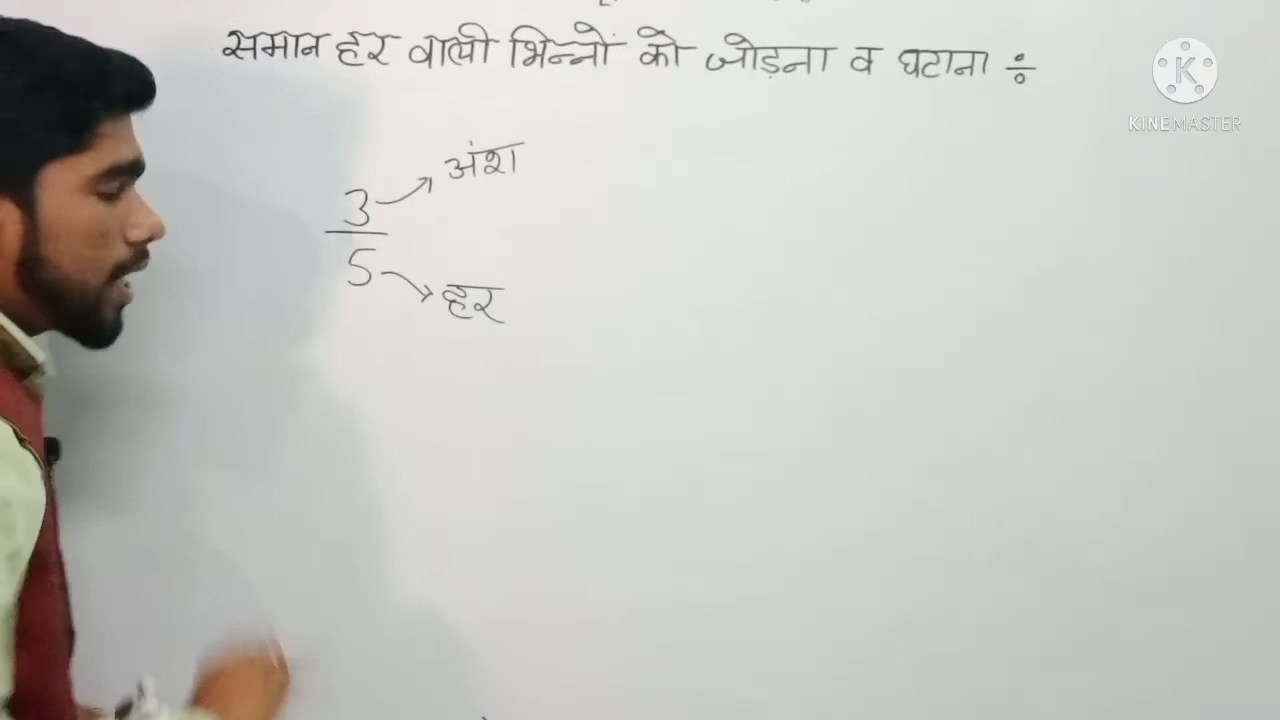 समान हर वाली भिन्नों को जोड़ना व घटाना ÷
K
KINEMASTER
3 → अंश
5 → हर